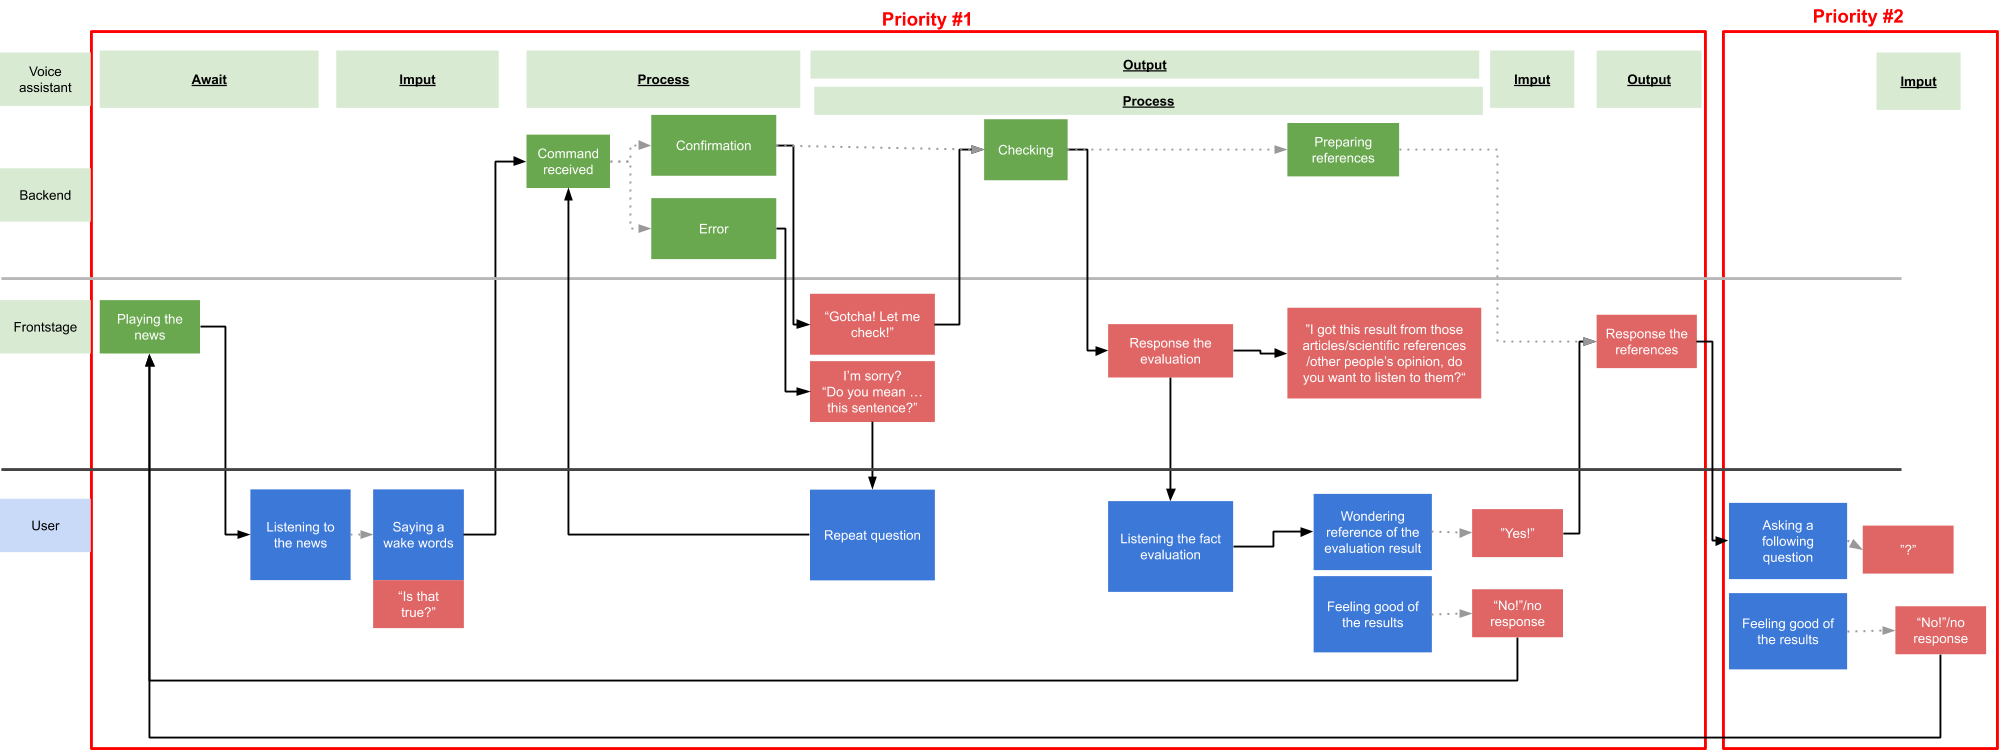 Priority #1
Priority #2
Voice
assistant
Await
Imput
Process
Output
Process
Imput
Output
Imput
Backend
Command
received
Confirmation
Error
Checking
Preparing
references
Frontstage
Playing the
news
“Gotcha! Let me
check!”
I’m sorry?
“Do you mean …
this sentence?”
Response the
evaluation
"I got this result from those
articles/scientific references
/other people’s opinion, do
you want to listen to them?“
Response the
references
User
Listening to
the news
Saying a
wake words
“Is that
true?”
Repeat question
Listening the fact
evaluation
Wondering
reference of the
evaluation result
"Yes!”
Feeling good of
the results
“No!”/no
response
Asking a
following
question
"?”
Feeling good of
the results
“No!”/no
response